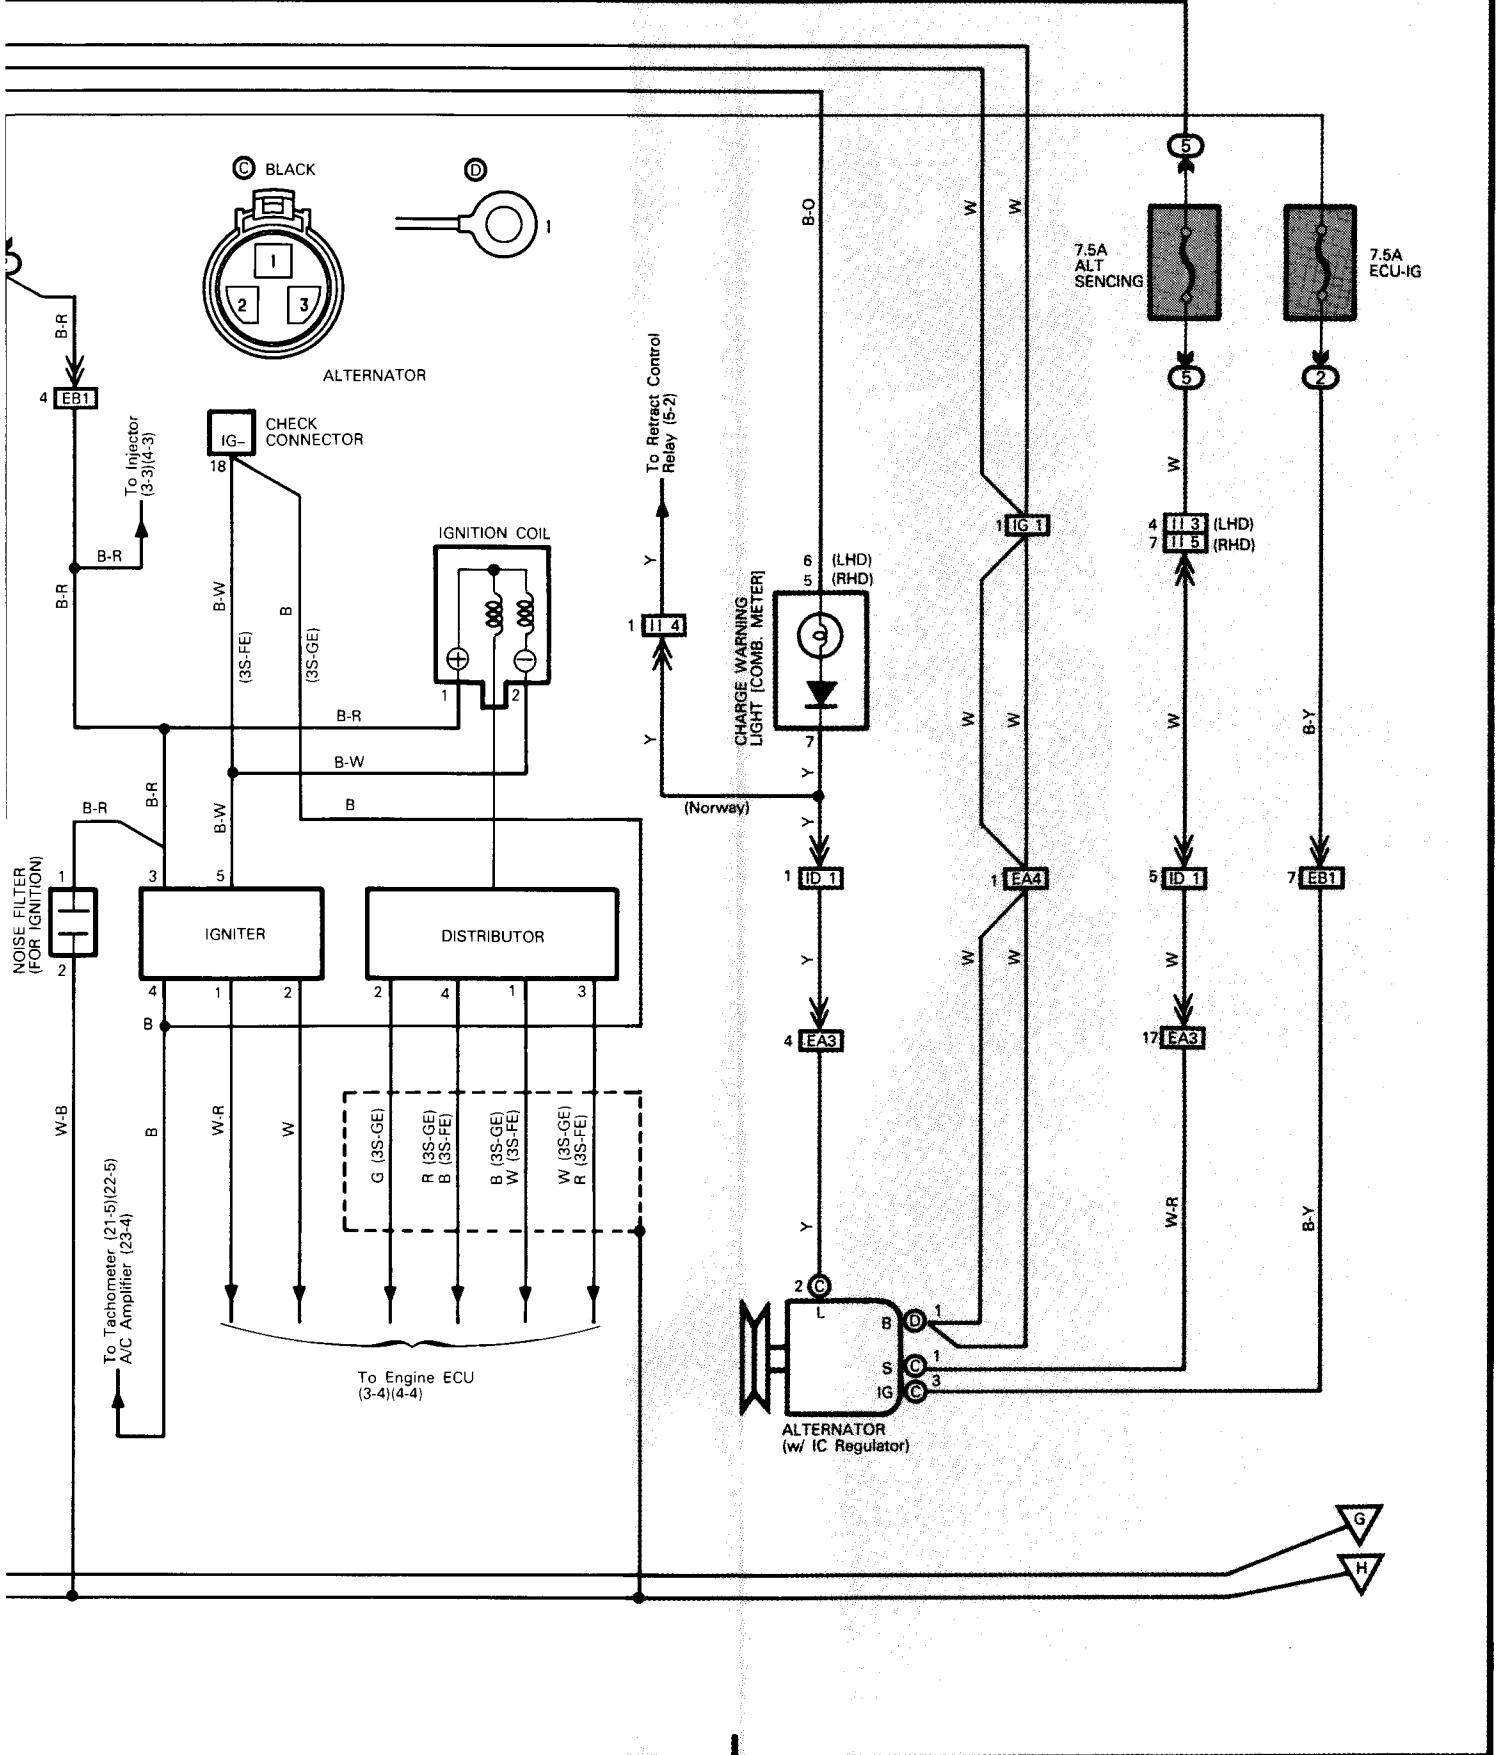 5
C BLACK
D
1
1
2
3
ALTERNATOR
B-O
W
W
7.5A
ALT
SENCING
7.5A
ECU-IG
B-R
4 EB1
To Injector
(3-3)(4-3)
B-R
B-R
CHECK
CONNECTOR
IG-
18
B-W
(3S-FE)
B
(3S-GE)
IGNITION COIL
1
2
To Retract Control
Relay (5-2)
Y
1 II 4
Y
(Norway)
6 (LHD)
5 (RHD)
CHARGE WARNING
LIGHT [COMB. METER]
7
Y
Y
1 IG 1
5
2
W
4 II 3 (LHD)
7 II 5 (RHD)
W
W
W
B-Y
B-R
B-W
B
B-R
B-R
B-W
1
3
5
NOISE FILTER
(FOR IGNITION)
2
IGNITER
DISTRIBUTOR
4
1
2
2
4
1
3
B
1 ID 1
1 EA4
5 ID 1
7 EB1
Y
W
W
W
4 EA3
17 EA3
W-B
B
W-R
W
G (3S-GE)
R (3S-GE)
B (3S-FE)
B (3S-GE)
W (3S-FE)
W (3S-GE)
R (3S-FE)
Y
W-R
B-Y
To Tachometer (21-5)(22-5)
A/C Amplifier (23-4)
To Engine ECU
(3-4)(4-4)
2 C
L
B D 1
S C 1
IG C 3
ALTERNATOR
(w/ IC Regulator)
G
H